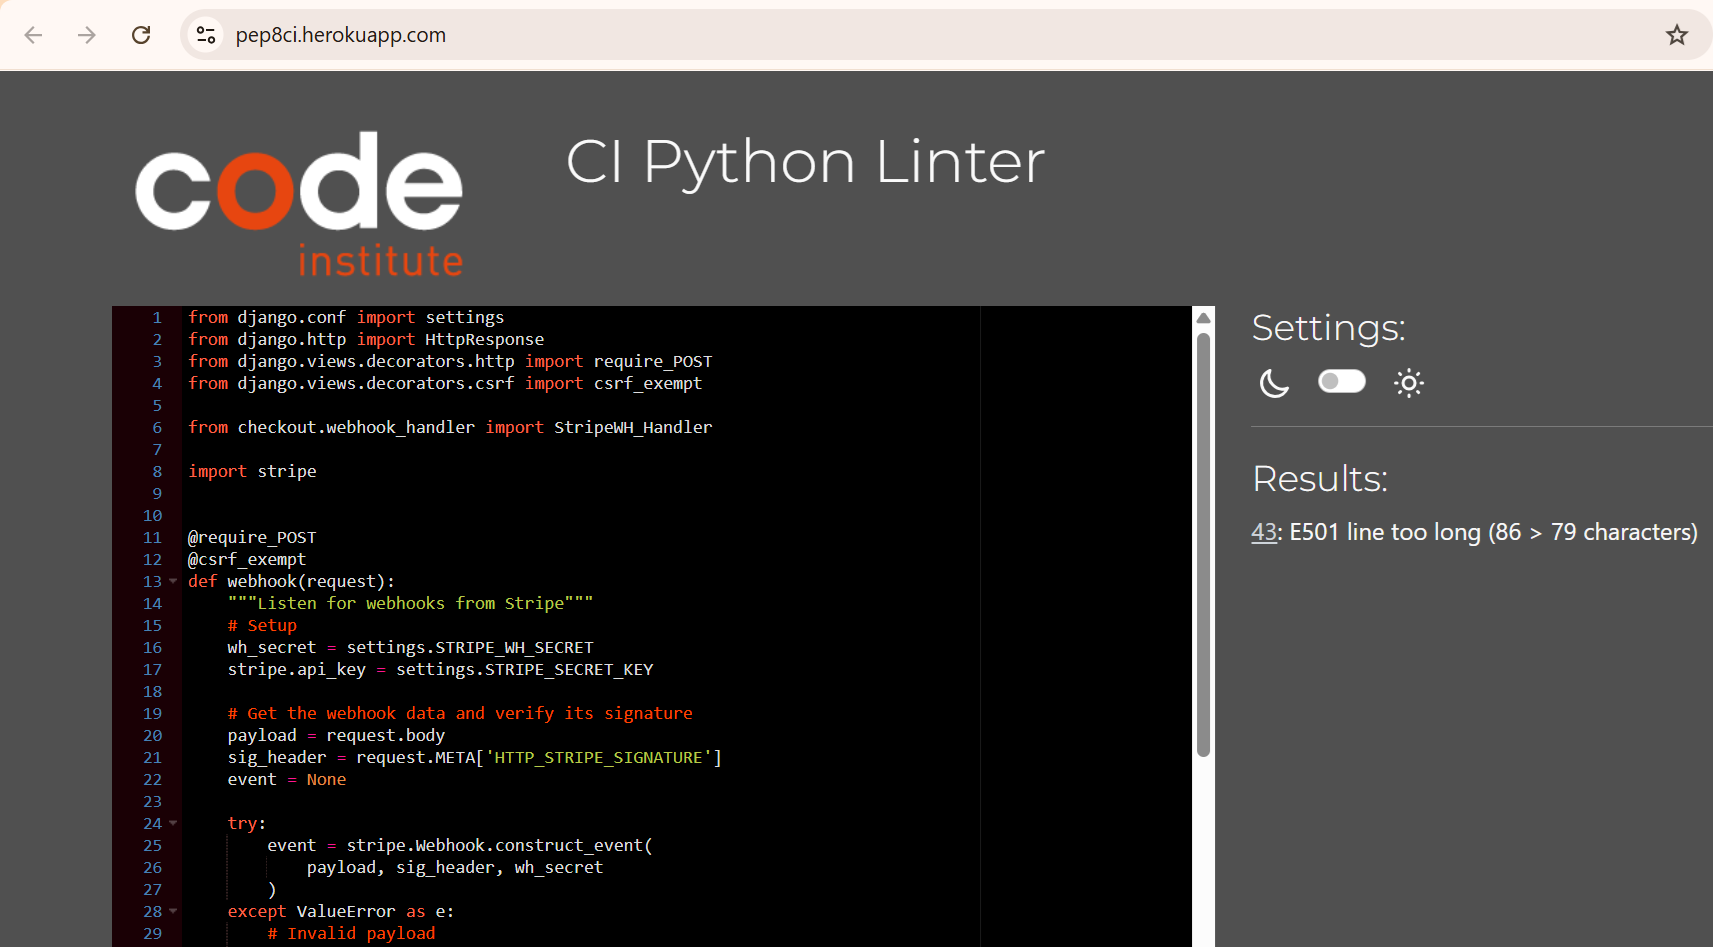 pep8ci.herokuapp.com
code
institute
CI Python Linter
1 from django.conf import settings
2 from django.http import HttpResponse
3 from django.views.decorators.http import require_POST
4 from django.views.decorators.csrf import csrf_exempt
5
6 from checkout.webhook_handler import StripeWH_Handler
7
8 import stripe
9
10
11 @require_POST
12 @csrf_exempt
13 def webhook(request):
14     """Listen for webhooks from Stripe"""
15     # Setup
16     wh_secret = settings.STRIPE_WH_SECRET
17     stripe.api_key = settings.STRIPE_SECRET_KEY
18
19     # Get the webhook data and verify its signature
20     payload = request.body
21     sig_header = request.META['HTTP_STRIPE_SIGNATURE']
22     event = None
23
24     try:
25         event = stripe.Webhook.construct_event(
26             payload, sig_header, wh_secret
27         )
28     except ValueError as e:
29         # Invalid payload
Settings:
Results:
43: E501 line too long (86 > 79 characters)